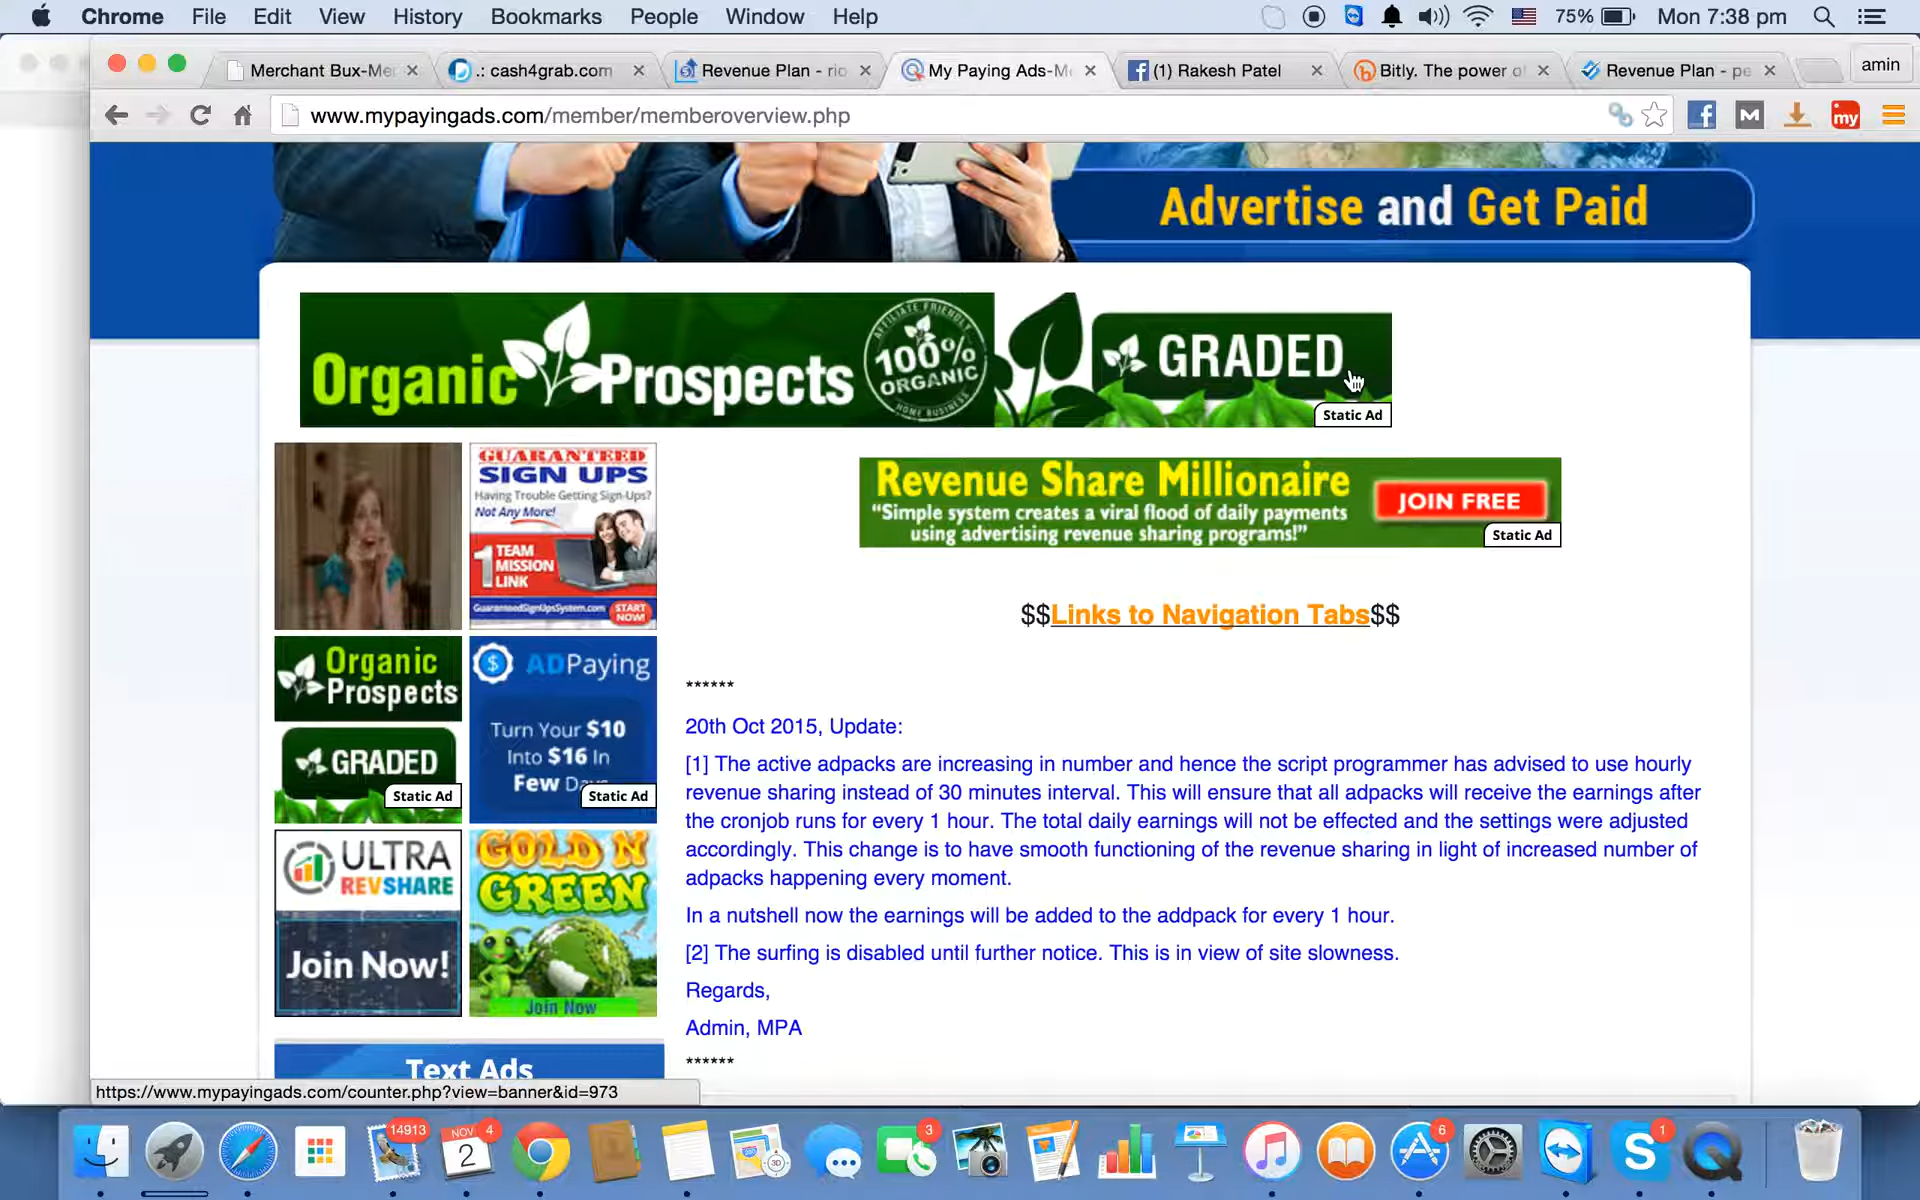 Chrome File Edit View History Bookmarks People Window Help 75% Mon 7:38 pm
Merchant Bux-Me .: cash4grab.com Revenue Plan - ric My Paying Ads-M (1) Rakesh Patel Bitly. The power o Revenue Plan - pe amin
www.mypayingads.com/member/memberoverview.php
Advertise and Get Paid
Organic Prospects
AFFILIATE FRIENDLY
100%
ORGANIC
HOME BUSINESS
GRADED
Static Ad
GUARANTEED
SIGN UPS
Having Trouble Getting Sign-Ups?
Not Any More!
1 TEAM
MISSION
LINK
GuaranteedSignUpsSystem.com START
NOW!
Revenue Share Millionaire
“Simple system creates a viral flood of daily payments
using advertising revenue sharing programs!”
JOIN FREE
Static Ad
$$Links to Navigation Tabs$$
Organic
Prospects
GRADED
Static Ad
ADPaying
Turn Your $10
Into $16 In
Few
Static Ad
ULTRA
REVSHARE
Join Now!
GOLD N
GREEN
Join Now
Text Ads
******
20th Oct 2015, Update:
[1] The active adpacks are increasing in number and hence the script programmer has advised to use hourly
revenue sharing instead of 30 minutes interval. This will ensure that all adpacks will receive the earnings after
the cronjob runs for every 1 hour. The total daily earnings will not be effected and the settings were adjusted
accordingly. This change is to have smooth functioning of the revenue sharing in light of increased number of
adpacks happening every moment.
In a nutshell now the earnings will be added to the addpack for every 1 hour.
[2] The surfing is disabled until further notice. This is in view of site slowness.
Regards,
Admin, MPA
******
https://www.mypayingads.com/counter.php?view=banner&id=973
14913
NOV 4
2
3D
3
6
1